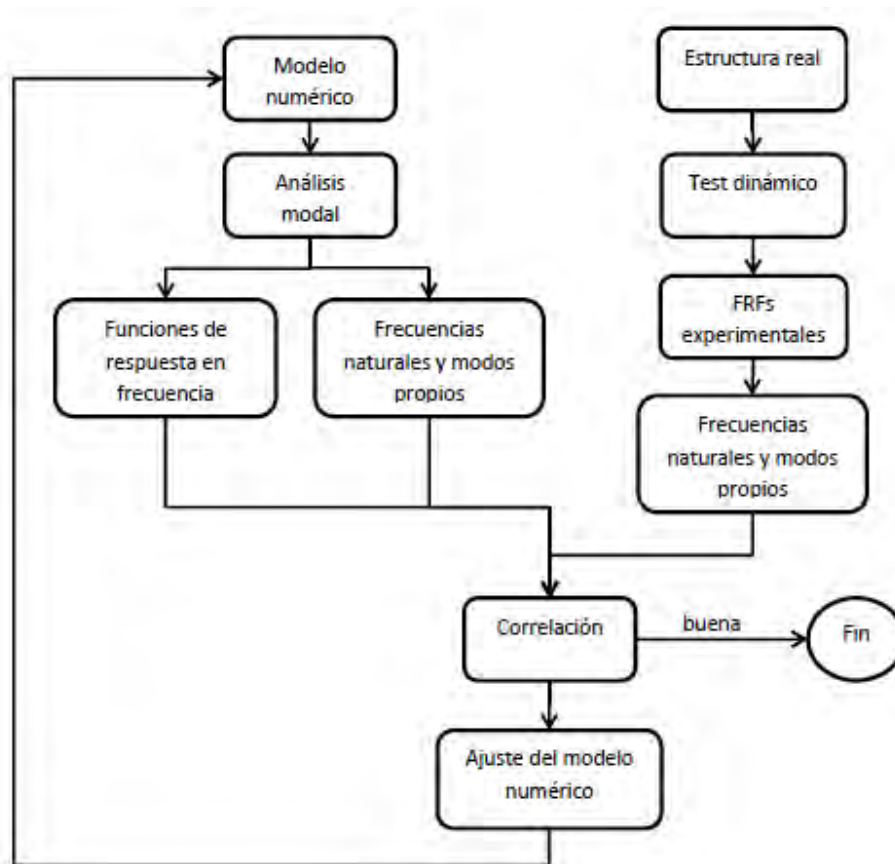 Modelo
numérico
Análisis
modal
Funciones de
respuesta en
frecuencia
Frecuencias
naturales y modos
propios
Estructura real
Test dinámico
FRFs
experimentales
Frecuencias
naturales y modos
propios
Correlación
buena
Fin
Ajuste del modelo
numérico